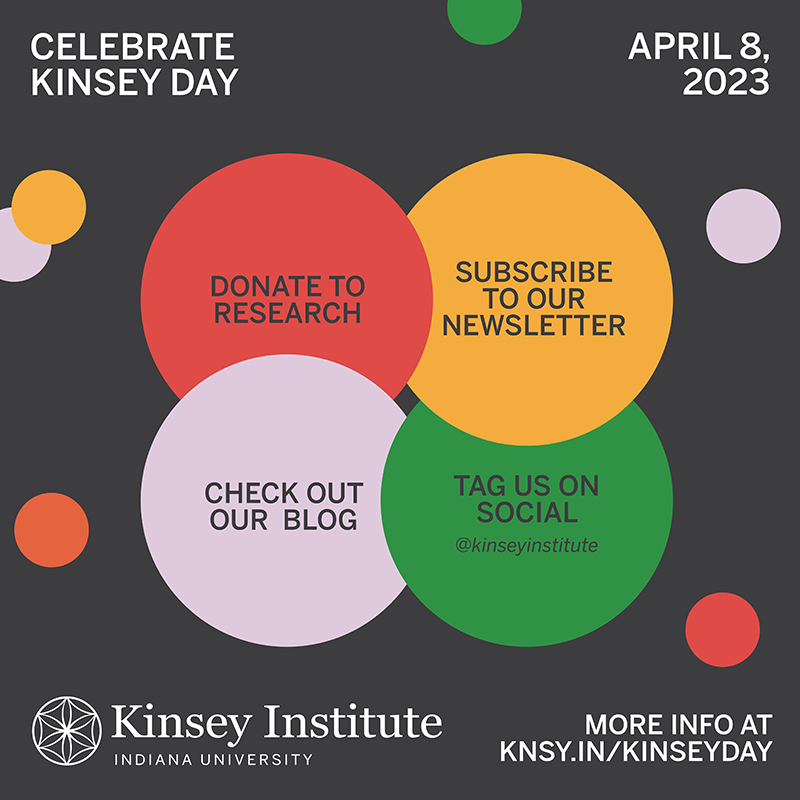 CELEBRATE
KINSEY DAY
APRIL 8,
2023
DONATE TO
RESEARCH
SUBSCRIBE
TO OUR
NEWSLETTER
CHECK OUT
OUR BLOG
TAG US ON
SOCIAL
@kinseyinstitute
Kinsey Institute
INDIANA UNIVERSITY
MORE INFO AT
KNSY.IN/KINSEYDAY